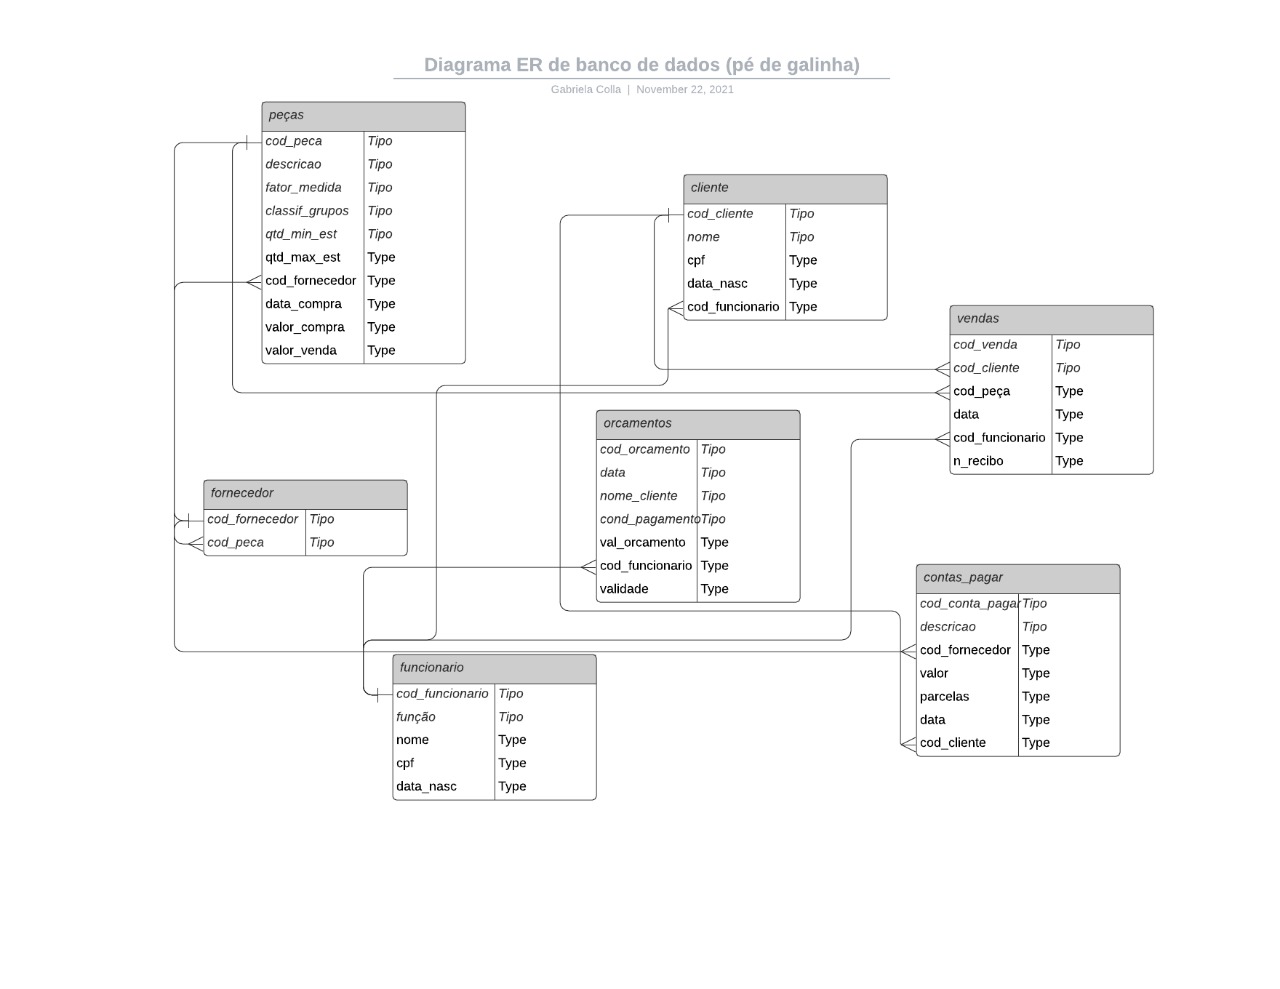 Diagrama ER de banco de dados (pé de galinha)
Gabriela Colla | November 22, 2021
peças
cod_peca Tipo
descricao Tipo
fator_medida Tipo
classif_grupos Tipo
qtd_min_est Tipo
qtd_max_est Type
cod_fornecedor Type
data_compra Type
valor_compra Type
valor_venda Type
cliente
cod_cliente Tipo
nome Tipo
cpf Type
data_nasc Type
cod_funcionario Type
vendas
cod_venda Tipo
cod_cliente Tipo
cod_peça Type
data Type
cod_funcionario Type
n_recibo Type
orcamentos
cod_orcamento Tipo
data Tipo
nome_cliente Tipo
cond_pagamento Tipo
val_orcamento Type
cod_funcionario Type
validade Type
fornecedor
cod_fornecedor Tipo
cod_peca Tipo
contas_pagar
cod_conta_pagar Tipo
descricao Tipo
cod_fornecedor Type
valor Type
parcelas Type
data Type
cod_cliente Type
funcionario
cod_funcionario Tipo
função Tipo
nome Type
cpf Type
data_nasc Type